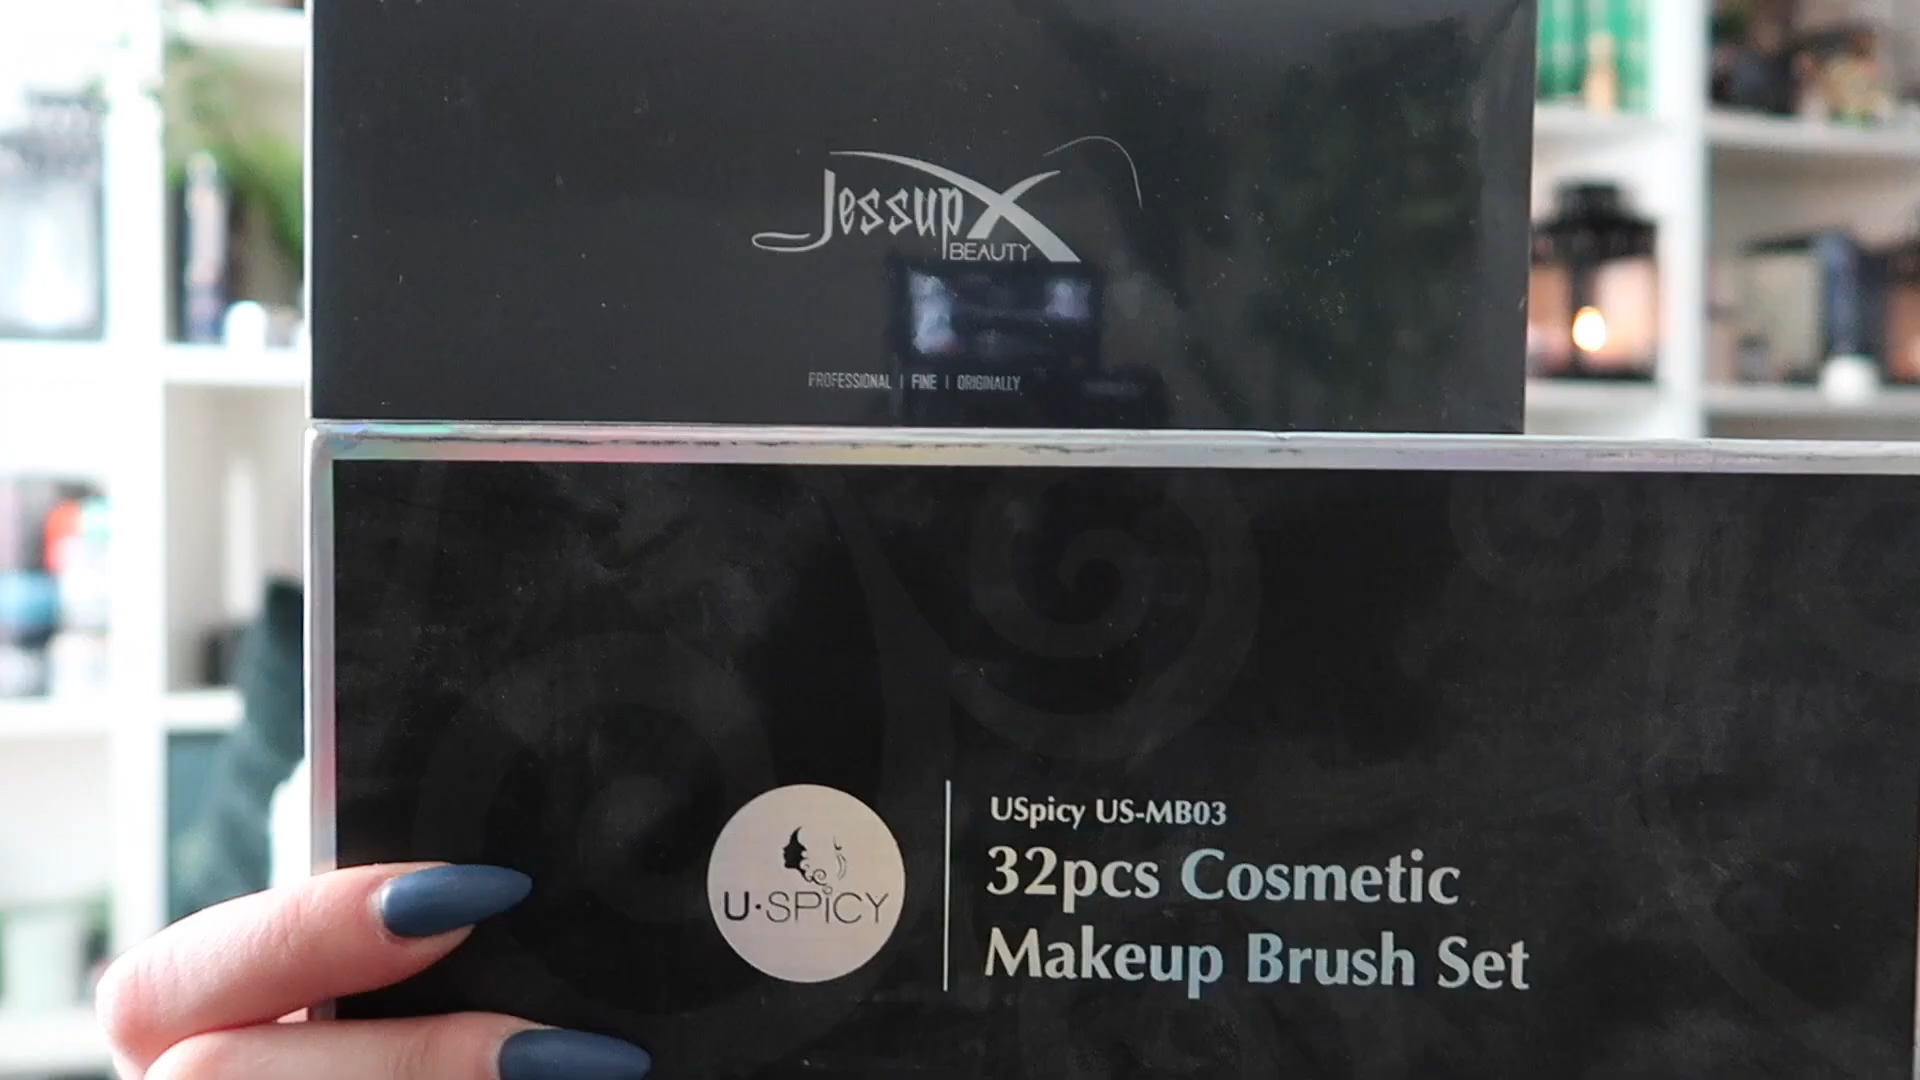 Jessup
BEAUTY
PROFESSIONAL | FINE | ORIGINALLY
U·SPiCY
USpicy US-MB03
32pcs Cosmetic
Makeup Brush Set